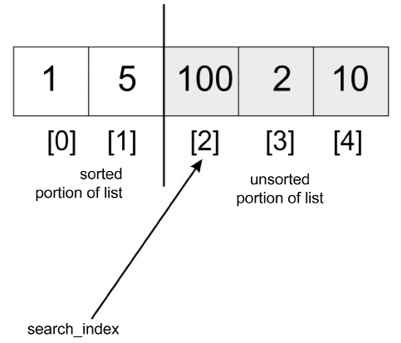 1 5 100 2 10
[0] [1] [2] [3] [4]
sorted
portion of list
unsorted
portion of list
search_index